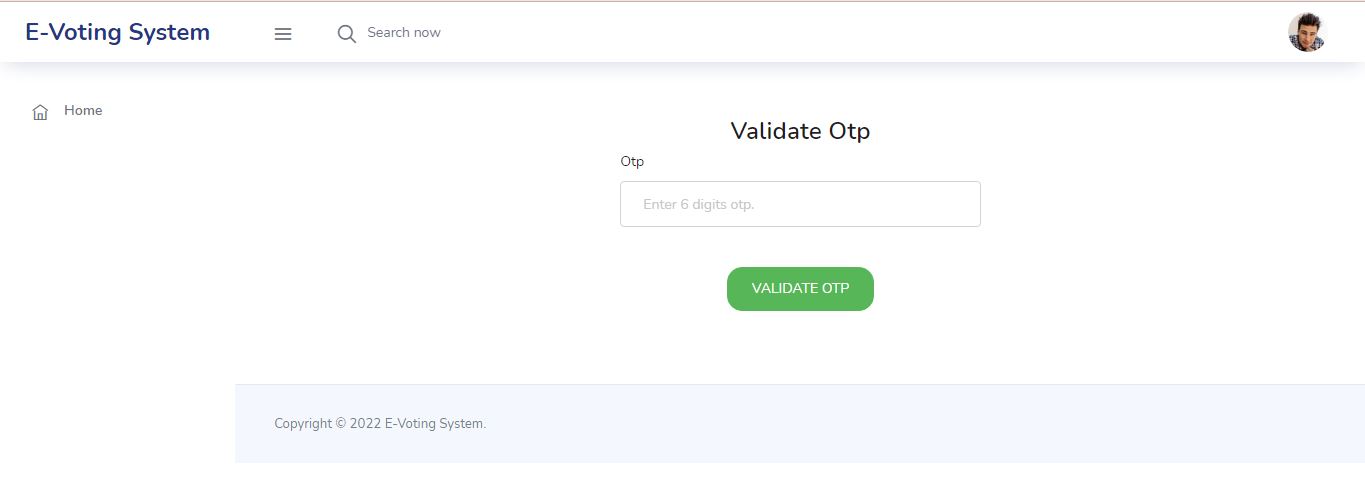 E-Voting System
Search now
Home
Validate Otp
Otp
Enter 6 digits otp.
VALIDATE OTP
Copyright © 2022 E-Voting System.